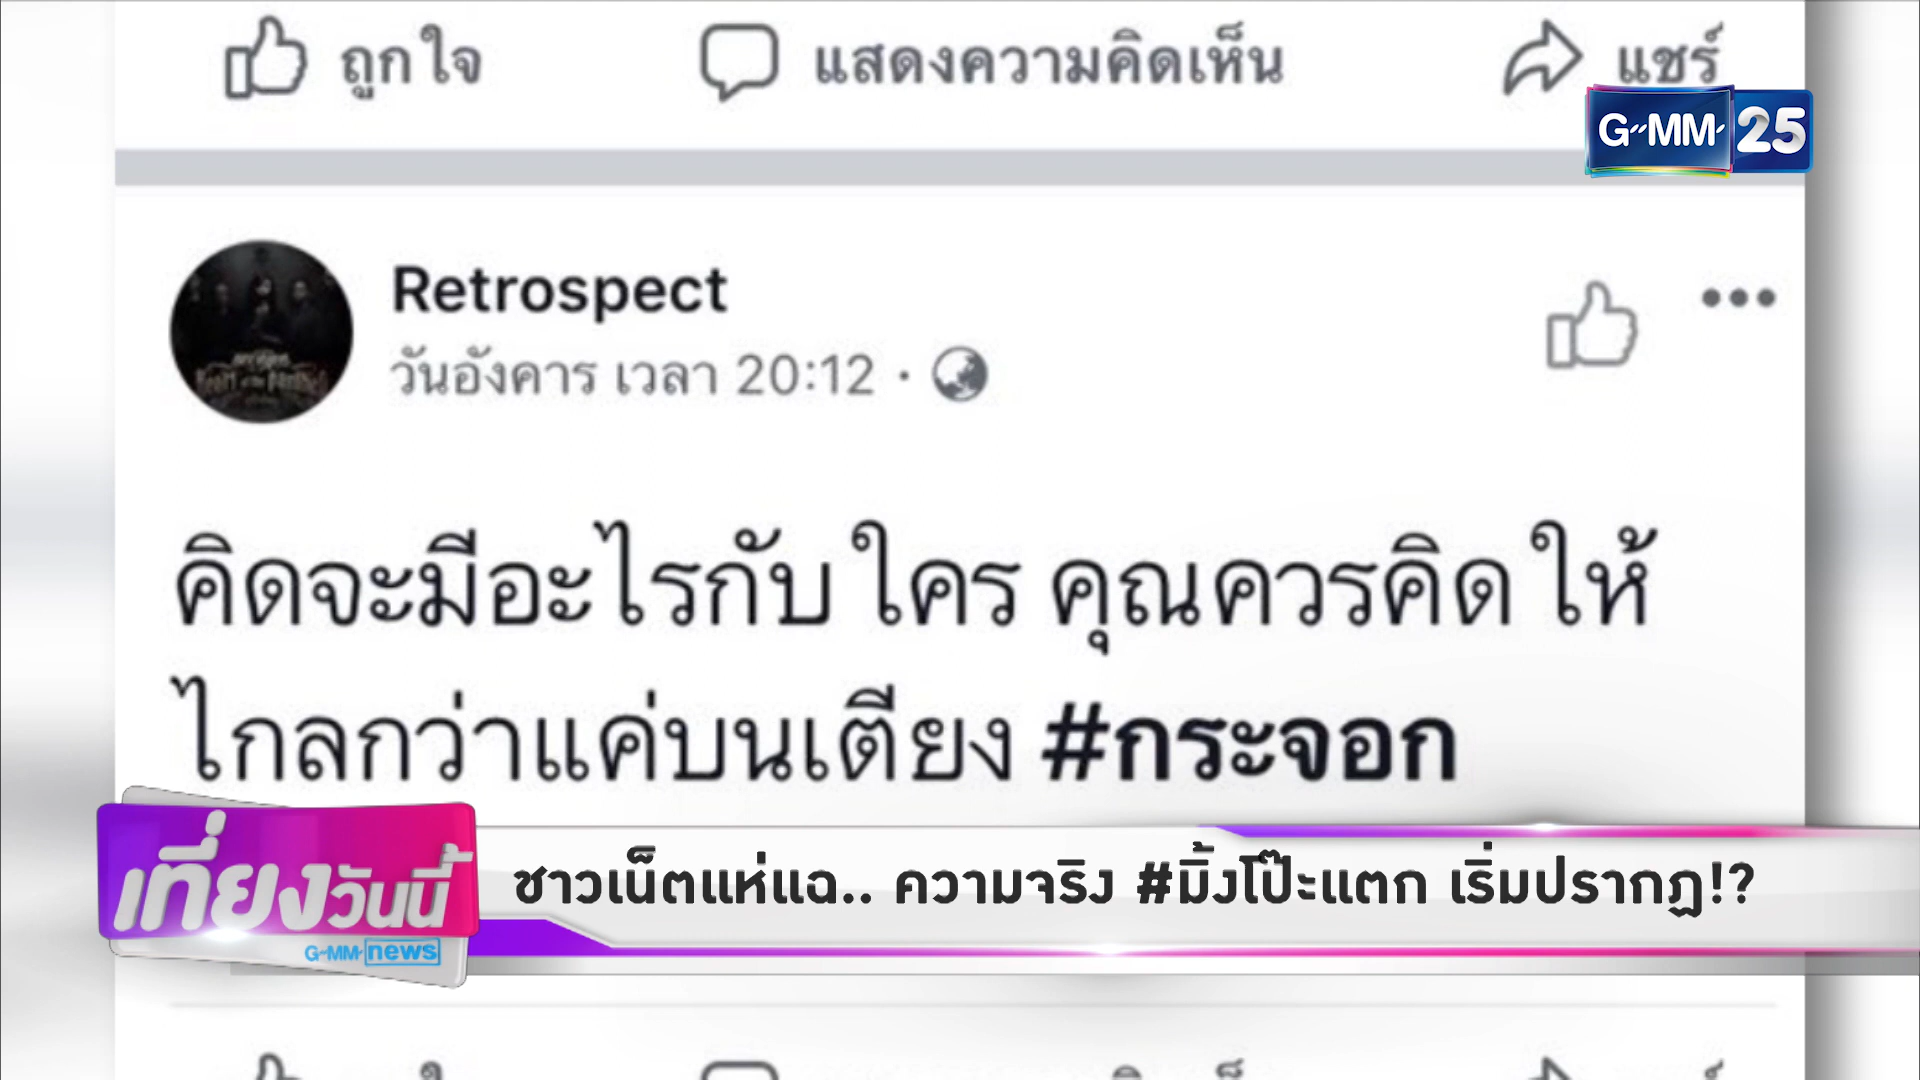 ถูกใจ แสดงความคิดเห็น แชร์
GMM 25
Retrospect
วันอังคาร เวลา 20:12
คิดจะมีอะไรกับใคร คุณควรคิดให้
ไกลกว่าแค่บนเตียง #กระจอก
เที่ยงวันนี้
GMM news
ชาวเน็ตแห่แฉ.. ความจริง #มิ้งโป๊ะแตก เริ่มปรากฏ!?